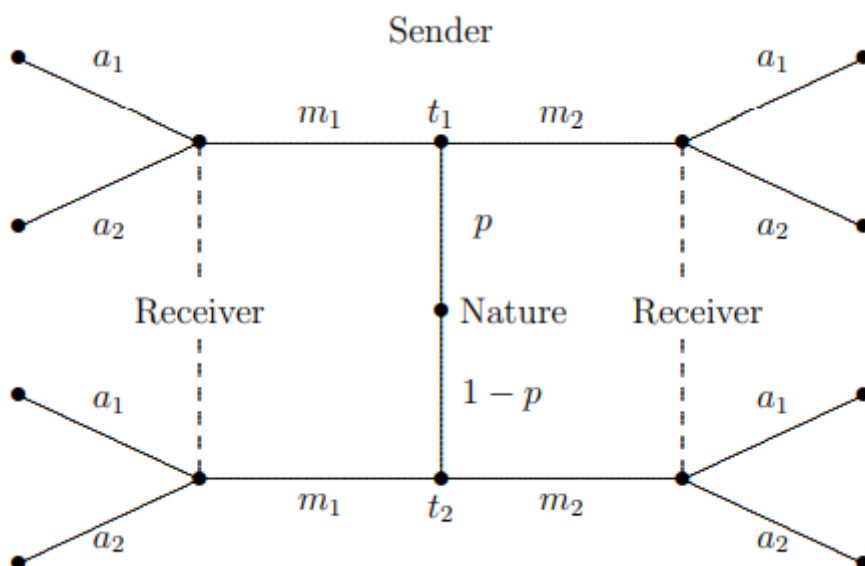 Sender
a₁ a₁
m₁ t₁ m₂
a₂ a₂
p
Receiver Nature Receiver
1 − p
a₁ a₁
m₁ t₂ m₂
a₂ a₂